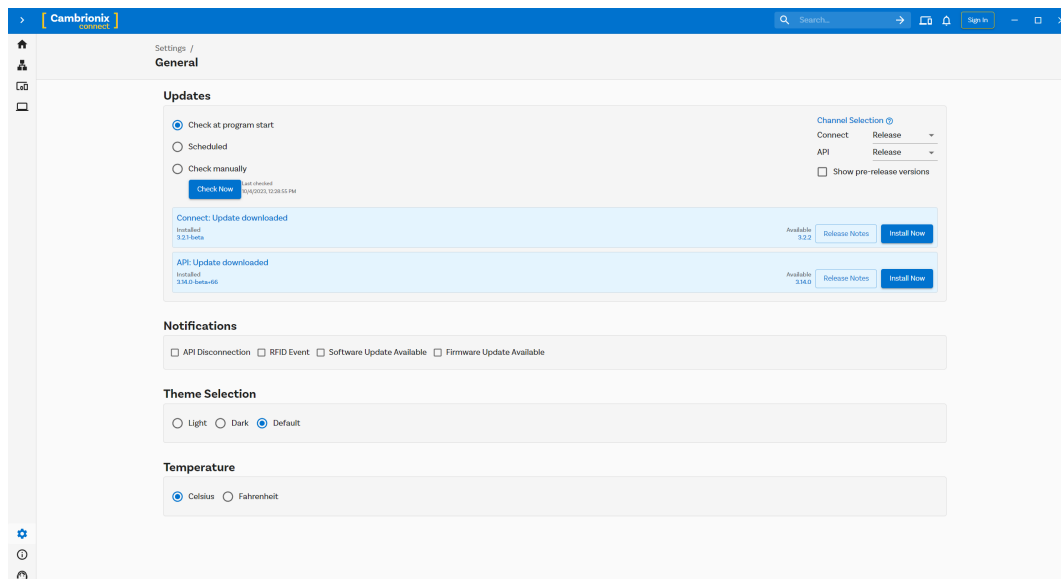 [ Cambrionix ]
connect
Search...
Sign In
Settings /
General
Updates
Check at program start
Scheduled
Check manually
Check Now
Last checked
10/4/2023, 12:28:55 PM
Channel Selection
Connect Release
API Release
Show pre-release versions
Connect: Update downloaded
Installed
3.2.1-beta
Available
3.2.2
Release Notes
Install Now
API: Update downloaded
Installed
3.14.0-beta+66
Available
3.14.0
Release Notes
Install Now
Notifications
API Disconnection RFID Event Software Update Available Firmware Update Available
Theme Selection
Light Dark Default
Temperature
Celsius Fahrenheit